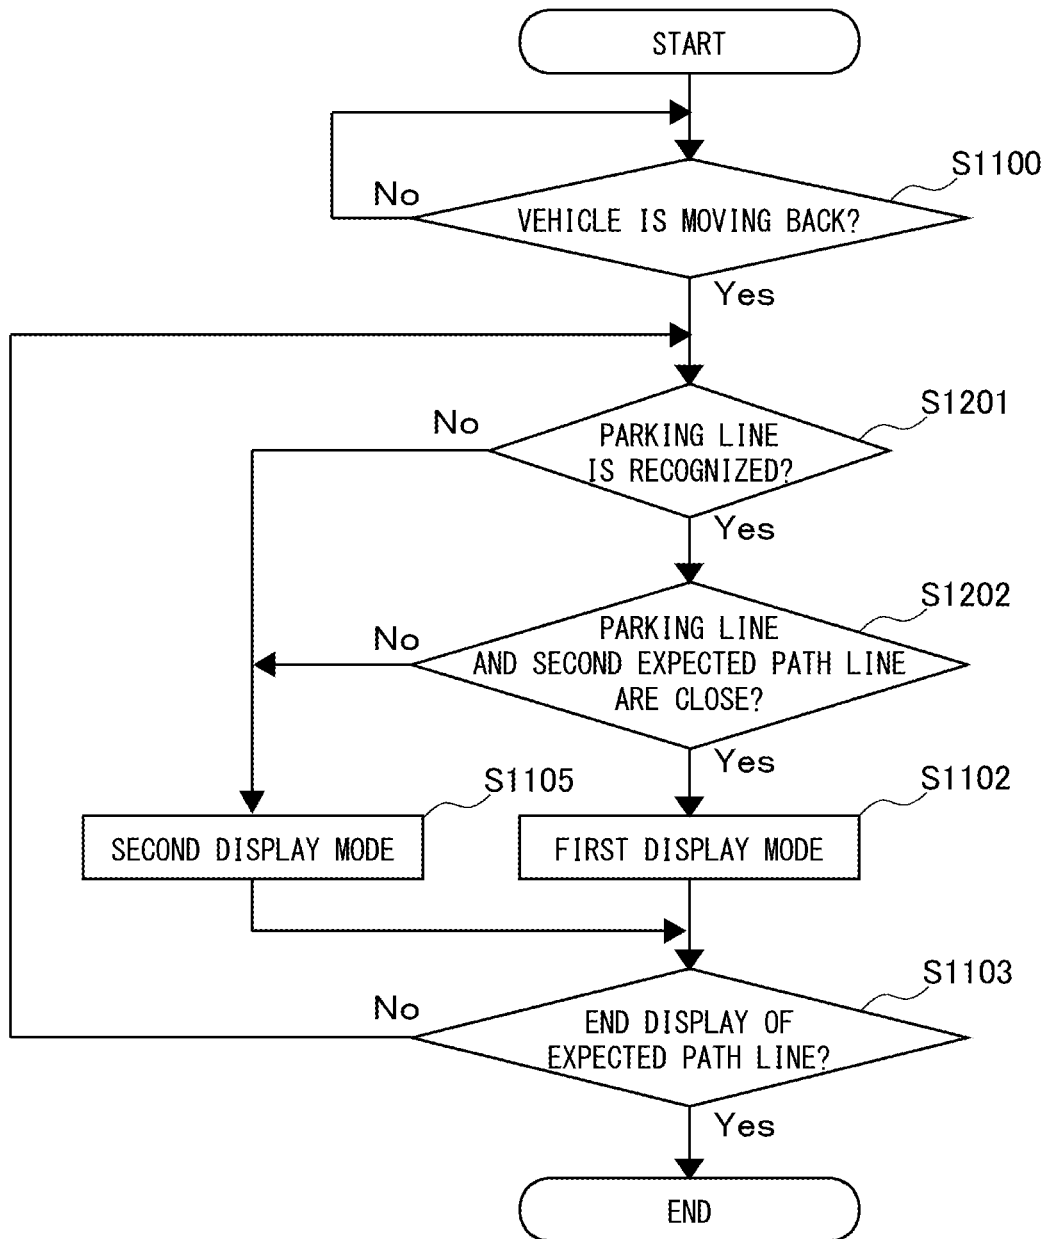 START
S1100
No
VEHICLE IS MOVING BACK?
Yes
S1201
No
PARKING LINE
IS RECOGNIZED?
Yes
S1202
No
PARKING LINE
AND SECOND EXPECTED PATH LINE
ARE CLOSE?
Yes
S1105
S1102
SECOND DISPLAY MODE
FIRST DISPLAY MODE
S1103
No
END DISPLAY OF
EXPECTED PATH LINE?
Yes
END